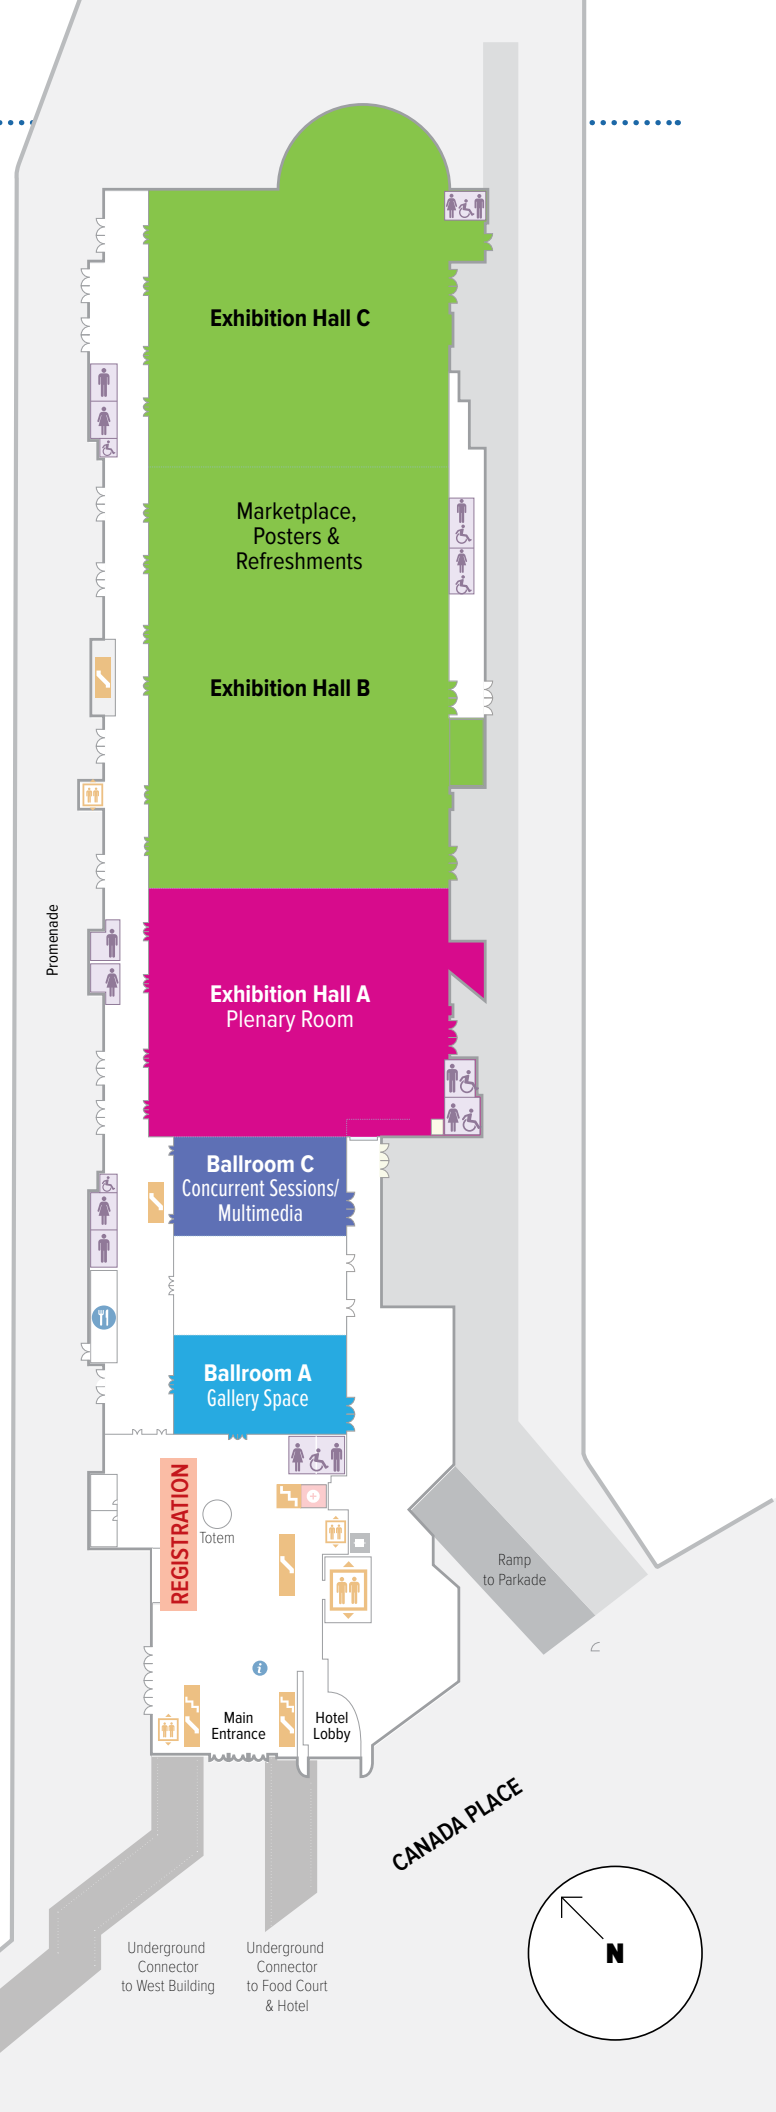 Exhibition Hall C
Marketplace,
Posters &
Refreshments
Exhibition Hall B
Promenade
Exhibition Hall A
Plenary Room
Ballroom C
Concurrent Sessions/
Multimedia
Ballroom A
Gallery Space
REGISTRATION
Totem
Ramp
to Parkade
i
Main
Entrance
Hotel
Lobby
CANADA PLACE
Underground
Connector
to West Building
Underground
Connector
to Food Court
& Hotel
N